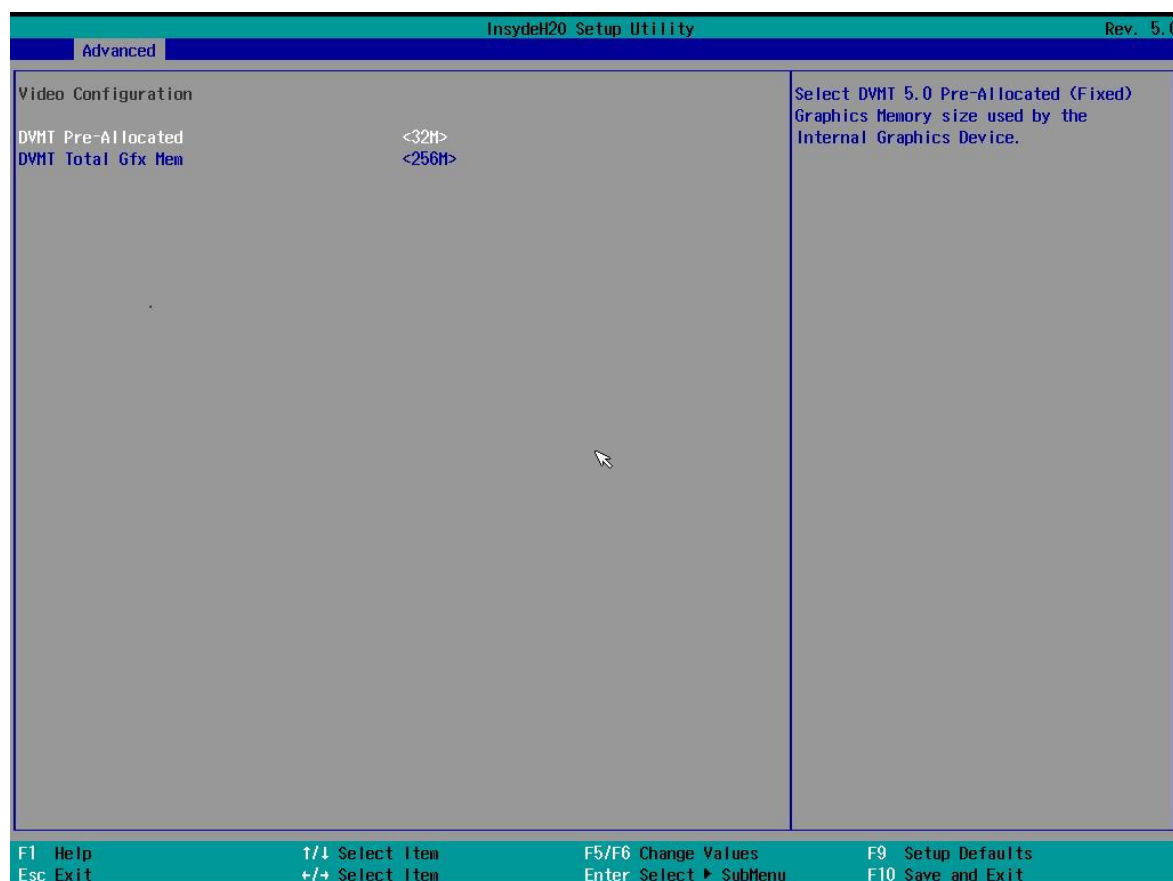 InsydeH20 Setup Utility Rev. 5.0
Advanced
Video Configuration
DVMT Pre-Allocated <32M>
DVMT Total Gfx Mem <256M>
Select DVMT 5.0 Pre-Allocated (Fixed)
Graphics Memory size used by the
Internal Graphics Device.
F1 Help ↑/↓ Select Item F5/F6 Change Values F9 Setup Defaults
Esc Exit ←/→ Select Item Enter Select ▶ SubMenu F10 Save and Exit